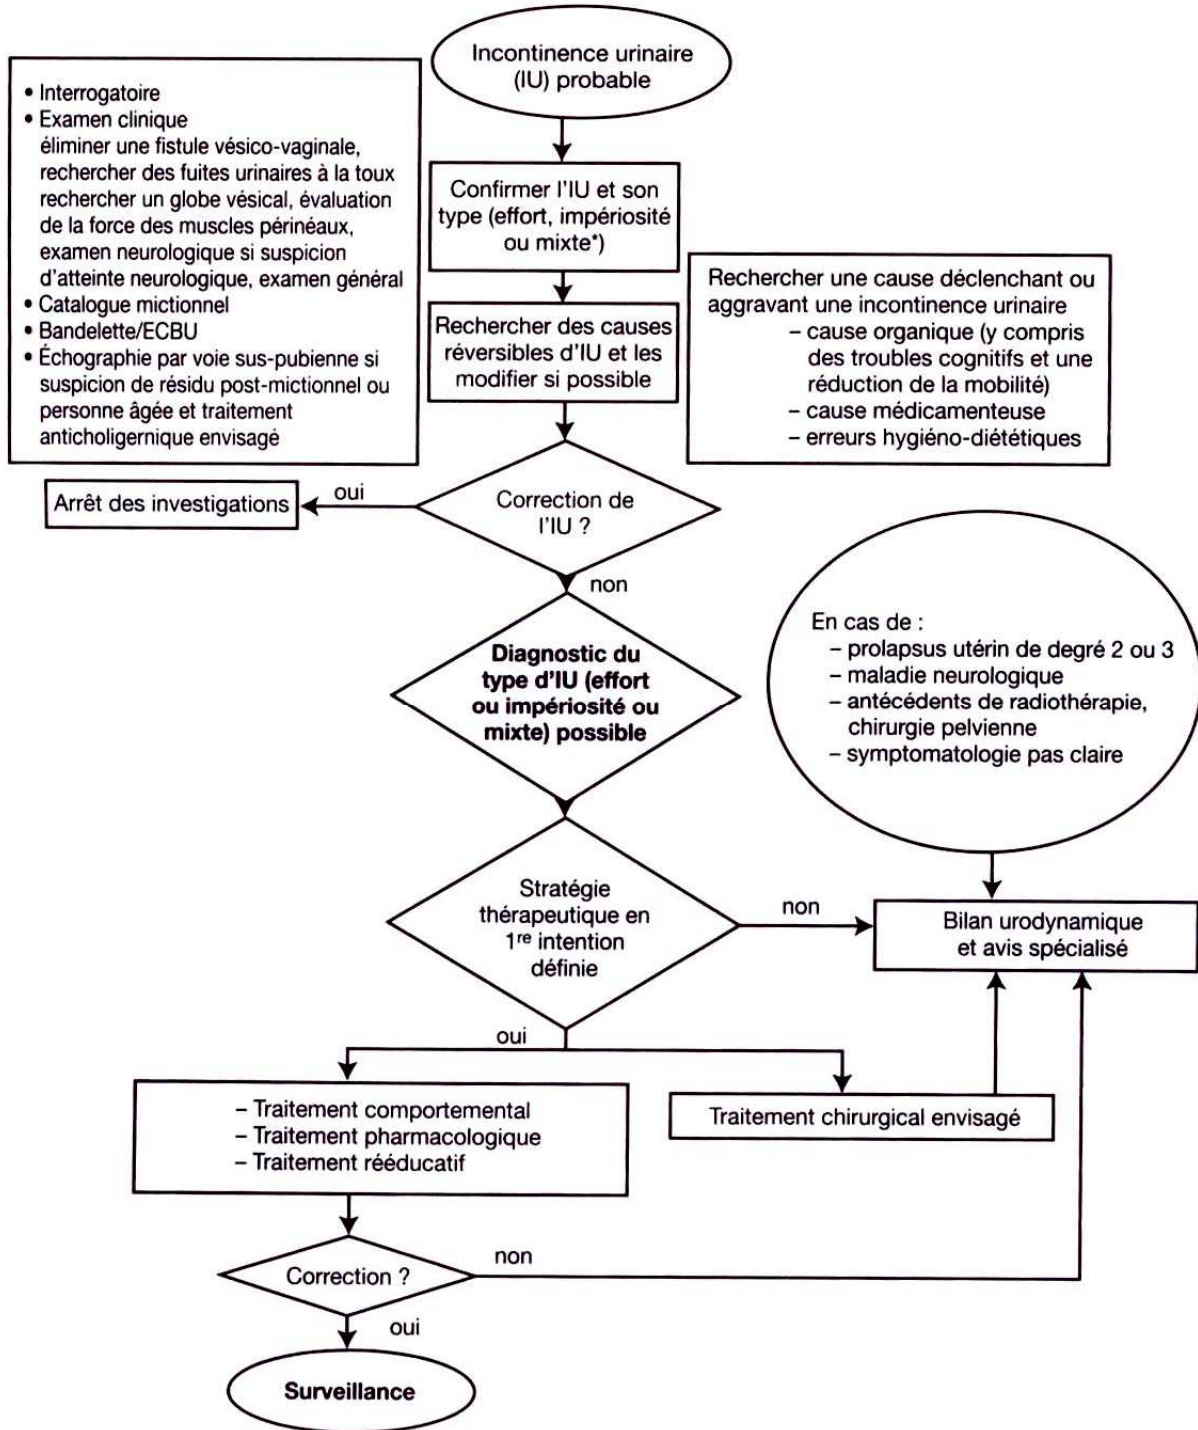 Incontinence urinaire
(IU) probable
• Interrogatoire
• Examen clinique
éliminer une fistule vésico-vaginale,
rechercher des fuites urinaires à la toux
rechercher un globe vésical, évaluation
de la force des muscles périnéaux,
examen neurologique si suspicion
d'atteinte neurologique, examen général
• Catalogue mictionnel
• Bandelette/ECBU
• Échographie par voie sus-pubienne si
suspicion de résidu post-mictionnel ou
personne âgée et traitement
anticholigernique envisagé
Confirmer l'IU et son
type (effort, impériosité
ou mixte*)
Rechercher des causes
réversibles d'IU et les
modifier si possible
Rechercher une cause déclenchant ou
aggravant une incontinence urinaire
– cause organique (y compris
des troubles cognitifs et une
réduction de la mobilité)
– cause médicamenteuse
– erreurs hygiéno-diététiques
Correction de
l'IU ?
oui
Arrêt des investigations
non
Diagnostic du
type d'IU (effort
ou impériosité ou
mixte) possible
En cas de :
– prolapsus utérin de degré 2 ou 3
– maladie neurologique
– antécédents de radiothérapie,
chirurgie pelvienne
– symptomatologie pas claire
Stratégie
thérapeutique en
1re intention
définie
non
Bilan urodynamique
et avis spécialisé
oui
– Traitement comportemental
– Traitement pharmacologique
– Traitement rééducatif
Traitement chirurgical envisagé
Correction ?
non
oui
Surveillance